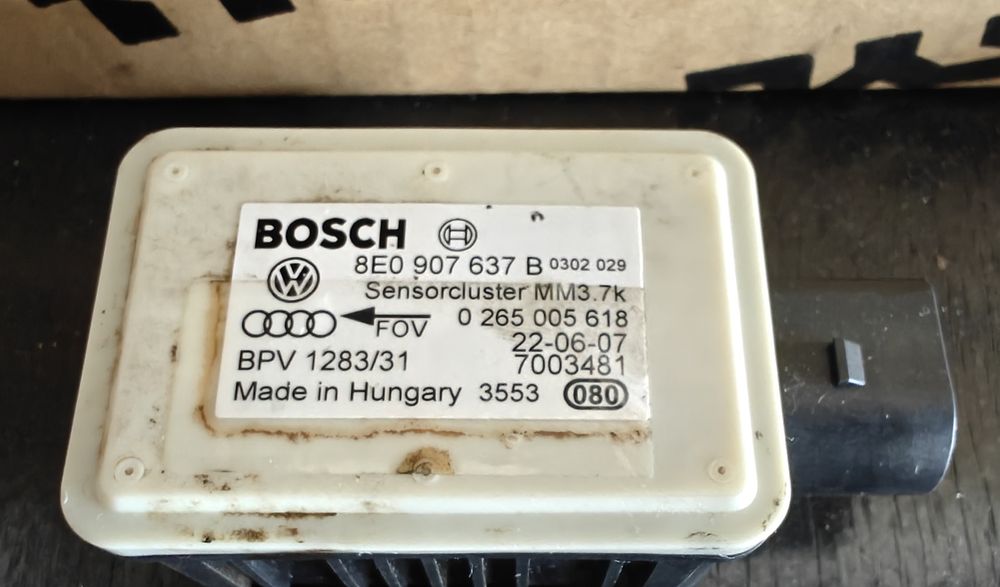 BOSCH
8E0 907 637 B 0302 029
Sensorcluster MM3.7k
FOV 0 265 005 618
22-06-07
BPV 1283/31 7003481
Made in Hungary 3553 080